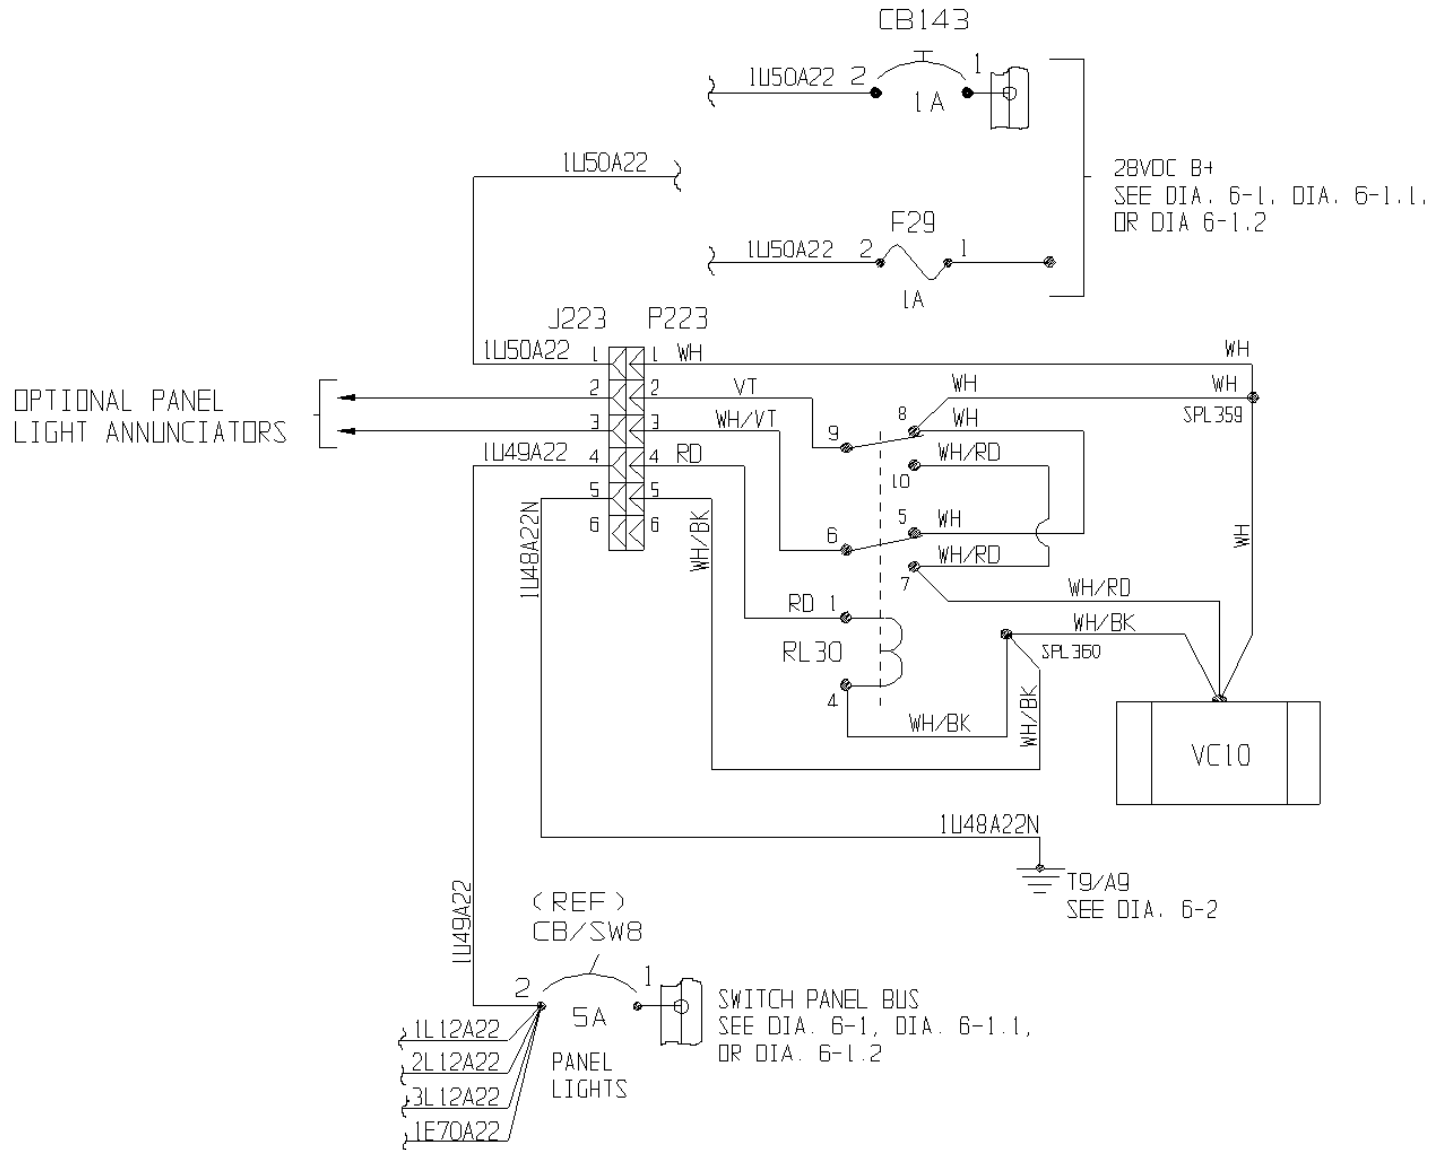 CB143
1U50A22 2 1
1A
1U50A22
28VDC B+
SEE DIA. 6-1, DIA. 6-1.1,
OR DIA 6-1.2
F29
1U50A22 2 1
1A
J223 P223
1U50A22 1 1 WH WH
OPTIONAL PANEL
LIGHT ANNUNCIATORS
2 2 VT WH WH
SPL359
3 3 WH/VT 9 8 WH
1U49A22 4 4 RD WH/RD
10
5 5
1U48A22N
WH/BK
6 6
5 WH
WH
6 WH/RD
7
WH/RD
RD 1
WH/BK
SPL360
RL30
4
WH/BK
WH/BK
VC10
1U48A22N
T9/A9
SEE DIA. 6-2
1U49A22
(REF)
CB/SW8
2 1
5A
SWITCH PANEL BUS
SEE DIA. 6-1, DIA. 6-1.1,
OR DIA. 6-1.2
PANEL
LIGHTS
1L12A22
2L12A22
3L12A22
1E70A22